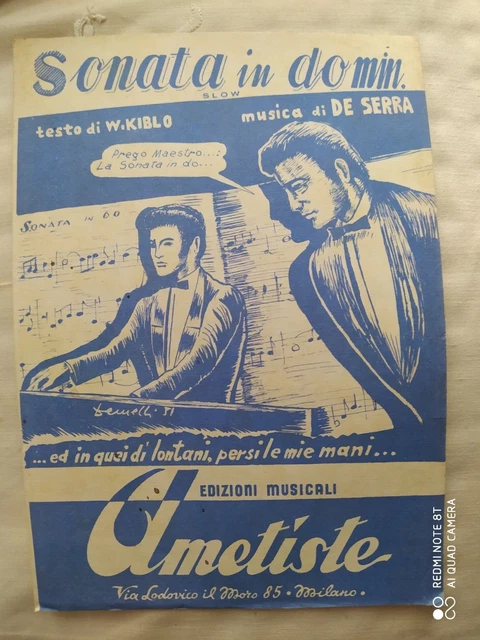 Sonata in do min.
SLOW
testo di W.KIBLO
musica di DE SERRA
Prego Maestro...:
La Sonata in do...
SONATA IN DO
...ed in quei di' lontani, persi le mie mani...
EDIZIONI MUSICALI
Ametiste
Via Lodovico il Moro 85 • Milano •
REDMI NOTE 8T
AI QUAD CAMERA